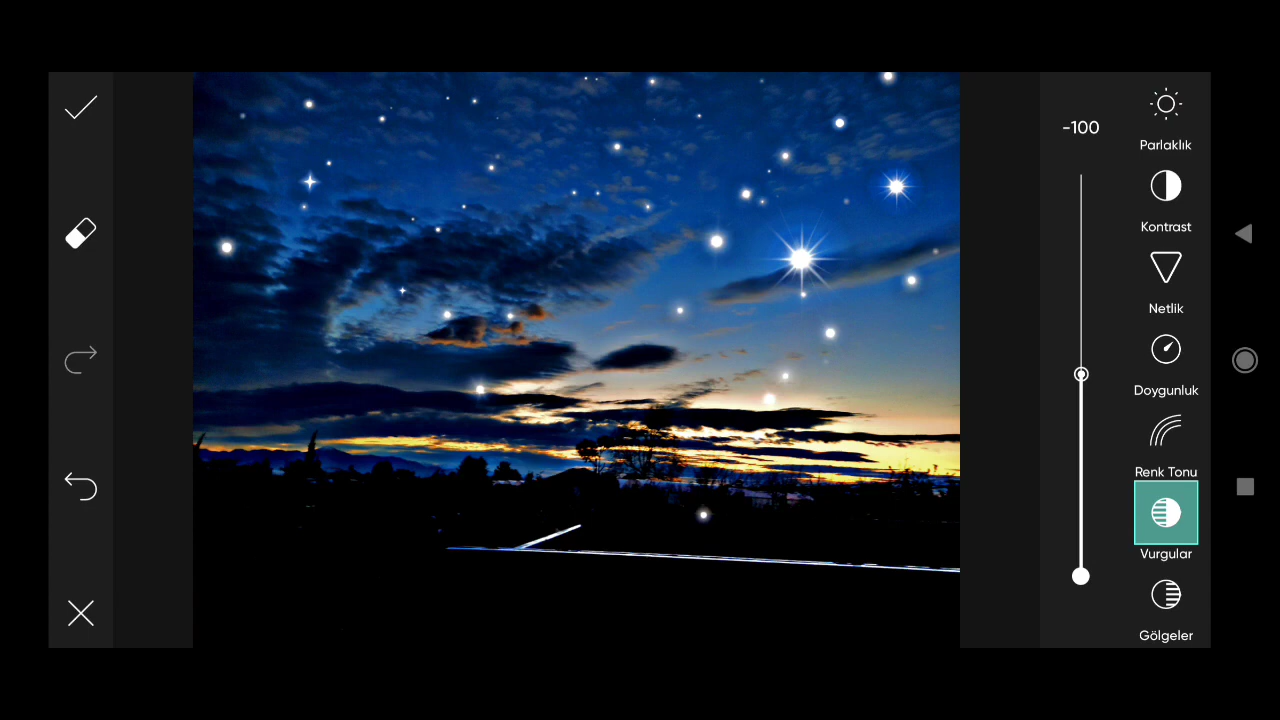 -100
Parlaklık
Kontrast
Netlik
Doygunluk
Renk Tonu
Vurgular
Gölgeler